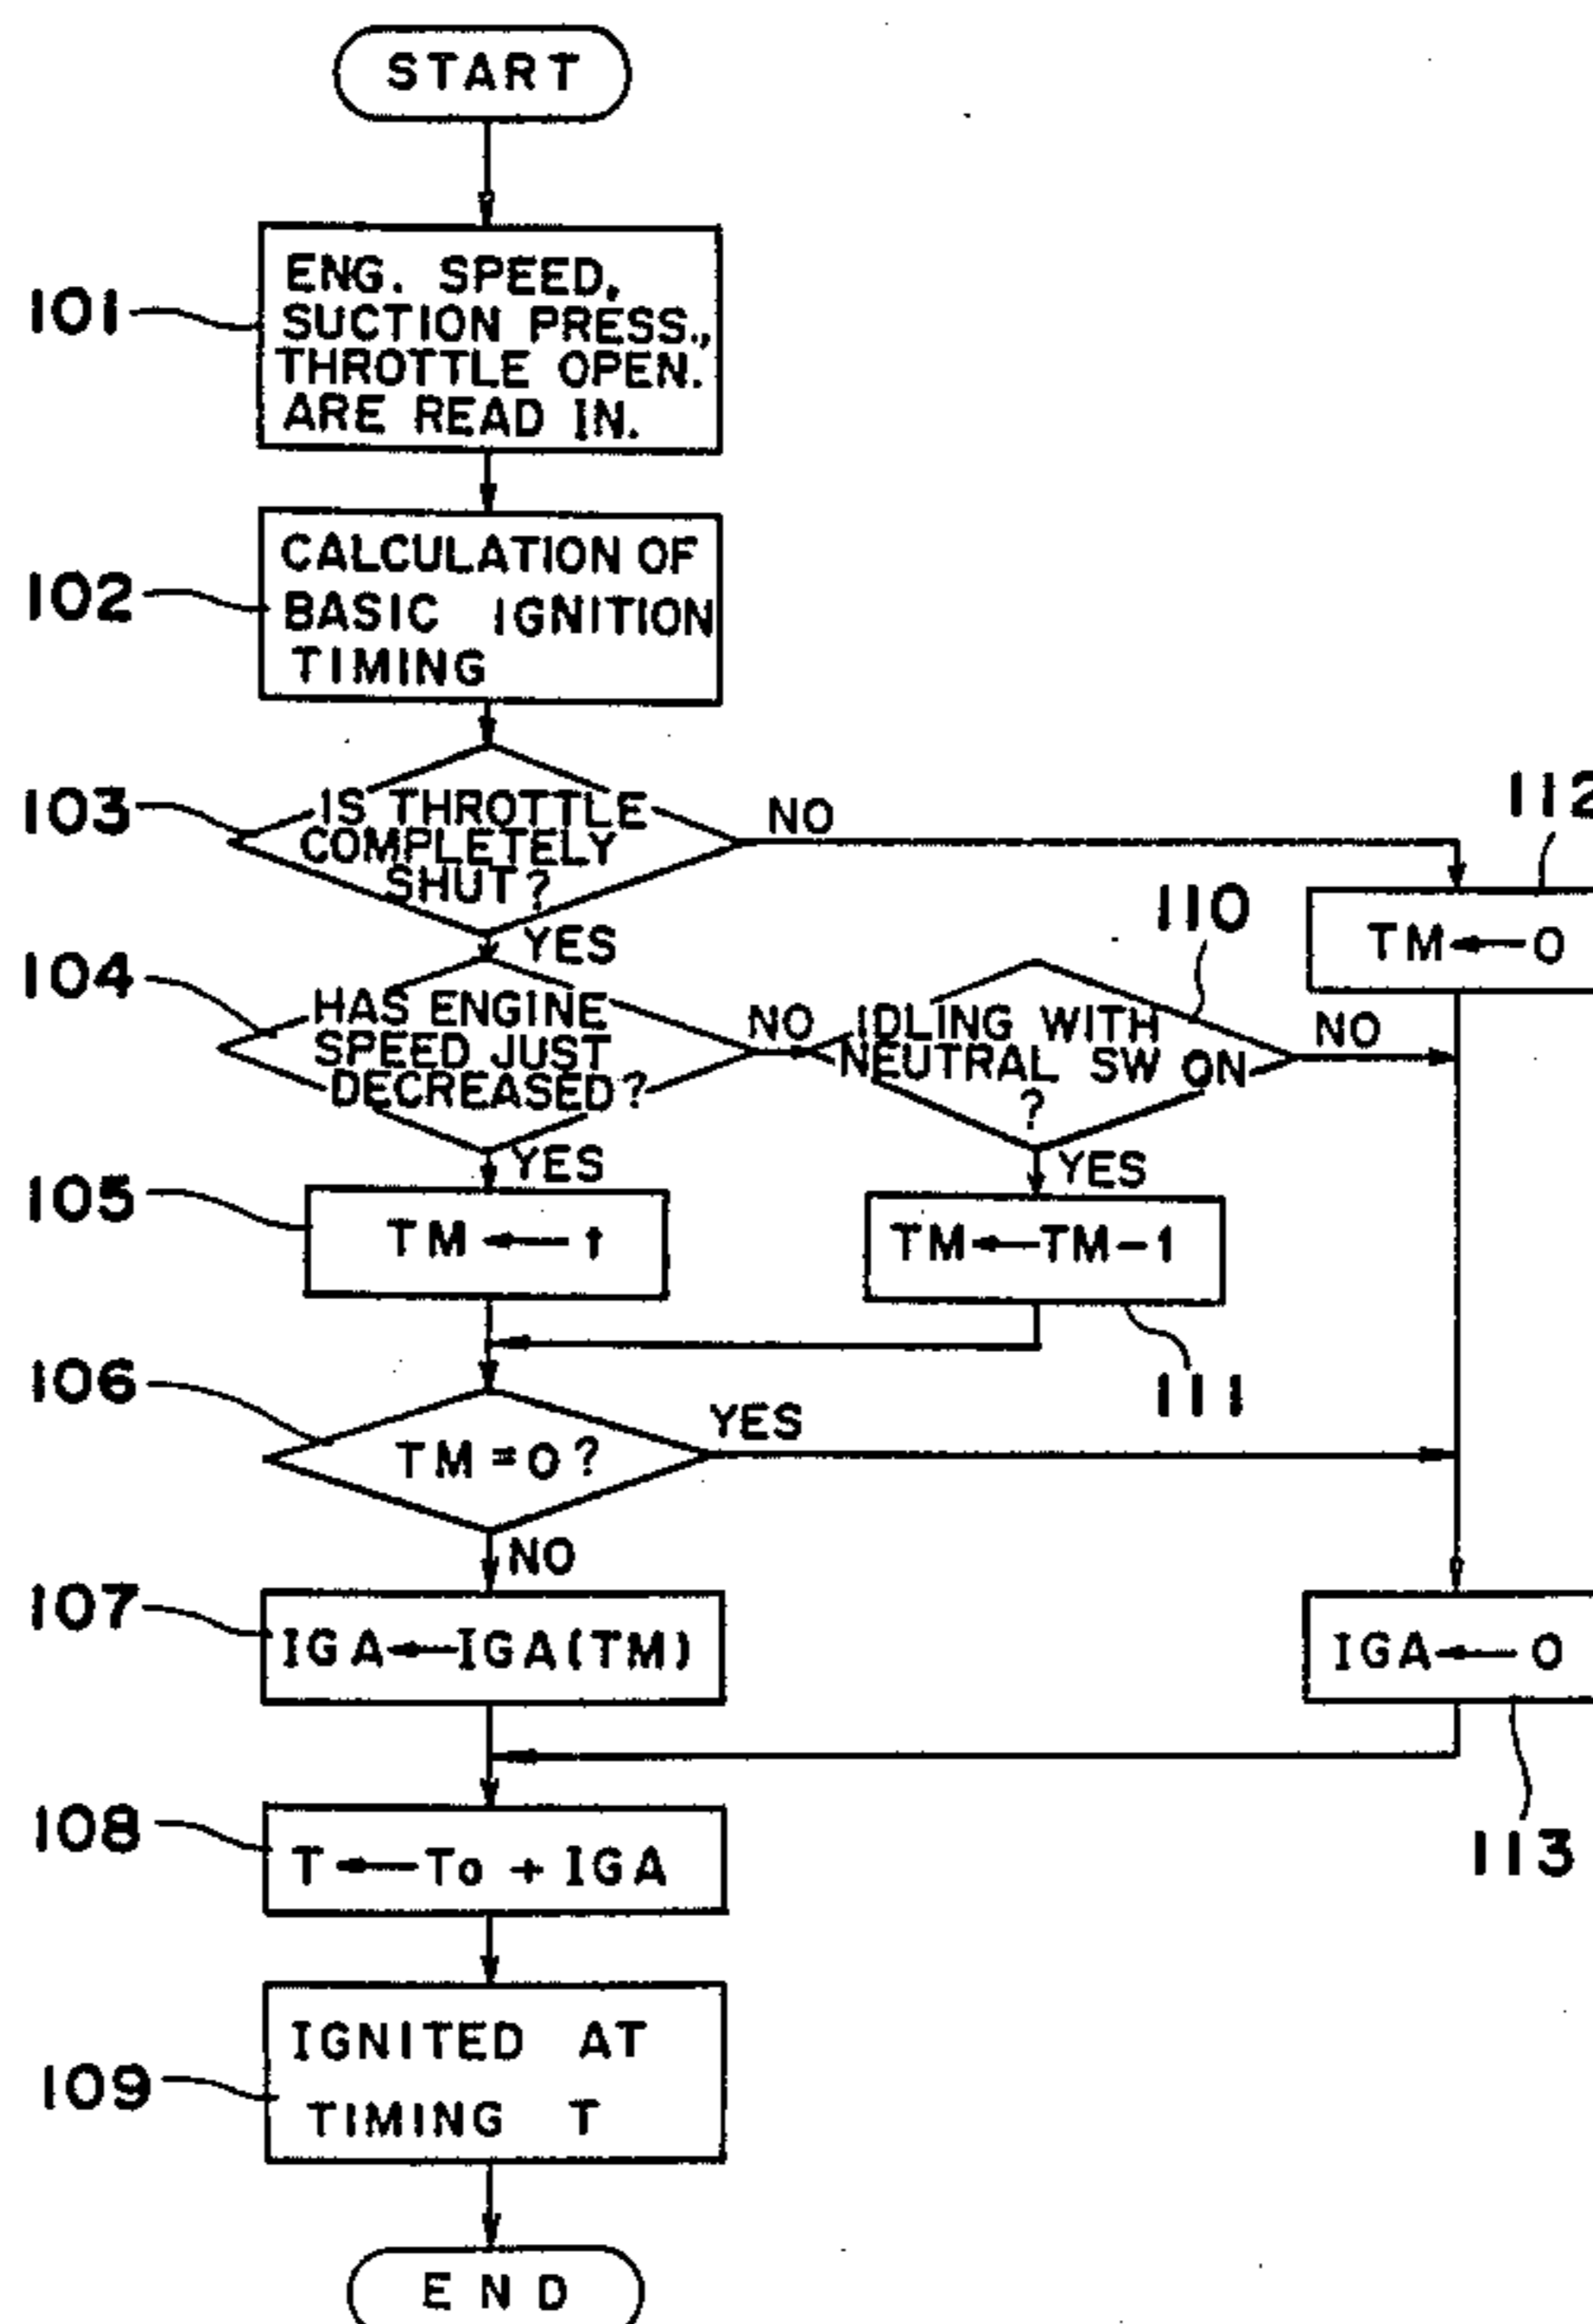 START
101
ENG. SPEED,
SUCTION PRESS.,
THROTTLE OPEN.
ARE READ IN.
102
CALCULATION OF
BASIC IGNITION
TIMING
103
IS THROTTLE
COMPLETELY
SHUT?
NO
YES
112
TM←0
104
HAS ENGINE
SPEED JUST
DECREASED?
NO
YES
110
IDLING WITH
NEUTRAL SW ON
?
NO
YES
105
TM←t
TM←TM-1
111
106
TM=0?
YES
NO
107
IGA←IGA(TM)
IGA←0
113
108
T←To+IGA
109
IGNITED AT
TIMING T
END